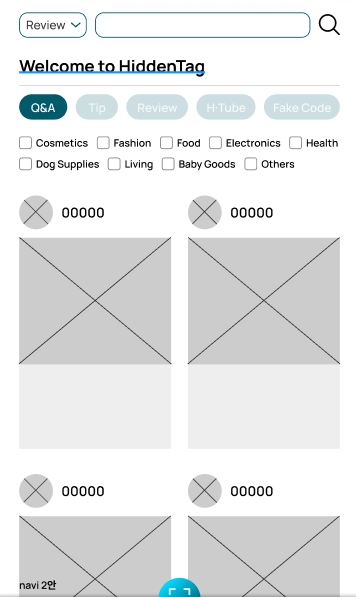 Review
Welcome to HiddenTag
Q&A Tip Review H·Tube Fake Code
Cosmetics Fashion Food Electronics Health
Dog Supplies Living Baby Goods Others
00000 00000
00000 00000
navi 2안